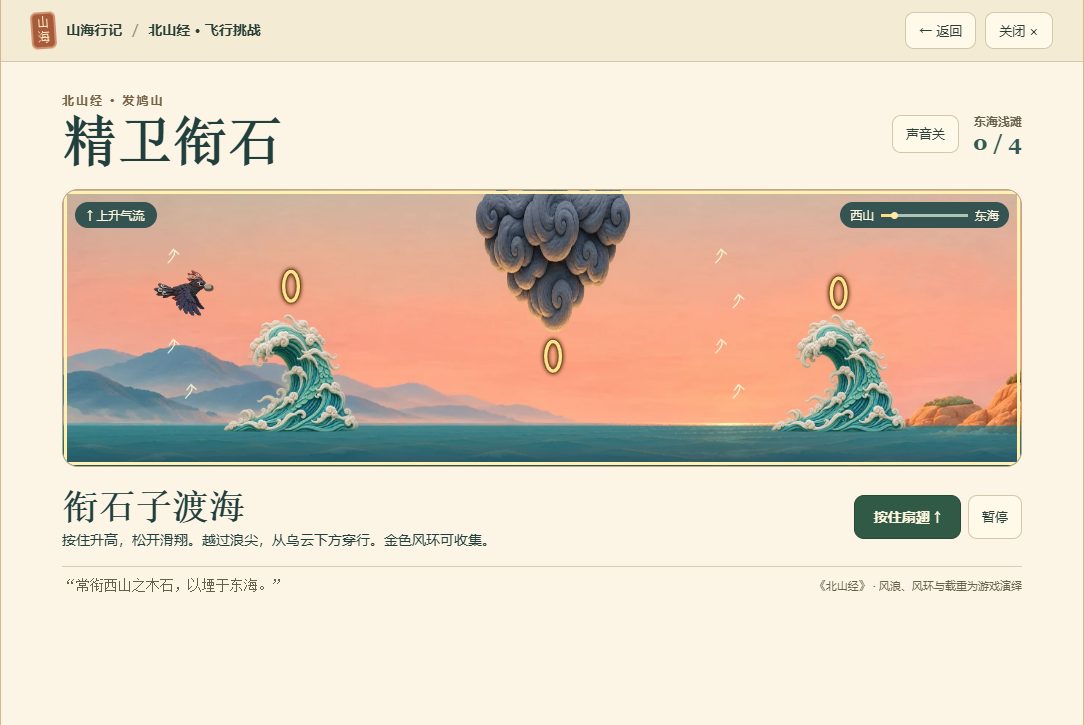 山海
山海行记 / 北山经 • 飞行挑战
← 返回
关闭 ×
北山经 • 发鸠山
精卫衔石
声音关
东海浅滩
0 / 4
↑上升气流
西山
东海
衔石子渡海
按住升高，松开滑翔。越过浪尖，从乌云下方穿行。金色风环可收集。
按住扇翅↑
暂停
“常衔西山之木石，以堙于东海。”
《北山经》 · 风浪、风环与载重为游戏演绎